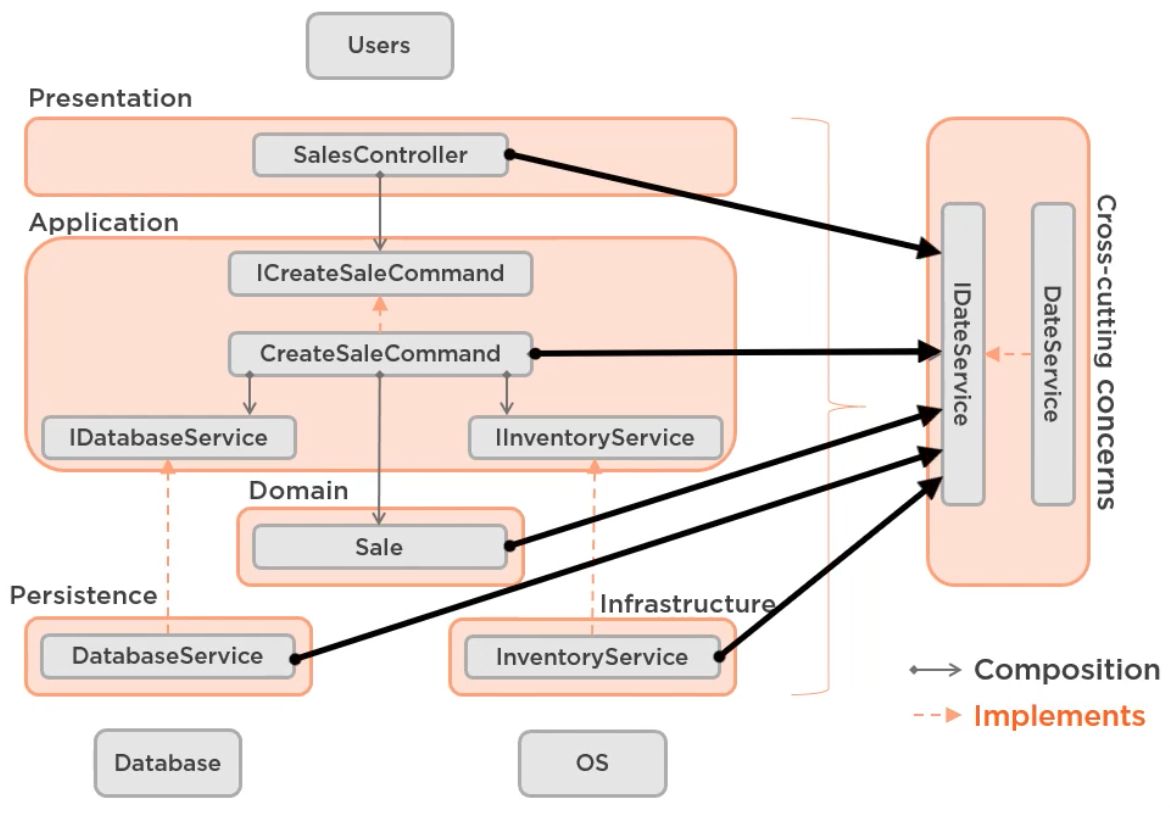 Users
Presentation
SalesController
Application
ICreateSaleCommand
CreateSaleCommand
IDatabaseService
IInventoryService
Domain
Sale
Persistence
DatabaseService
Infrastructure
InventoryService
Database
OS
IDateService
DateService
Cross-cutting concerns
Composition
Implements